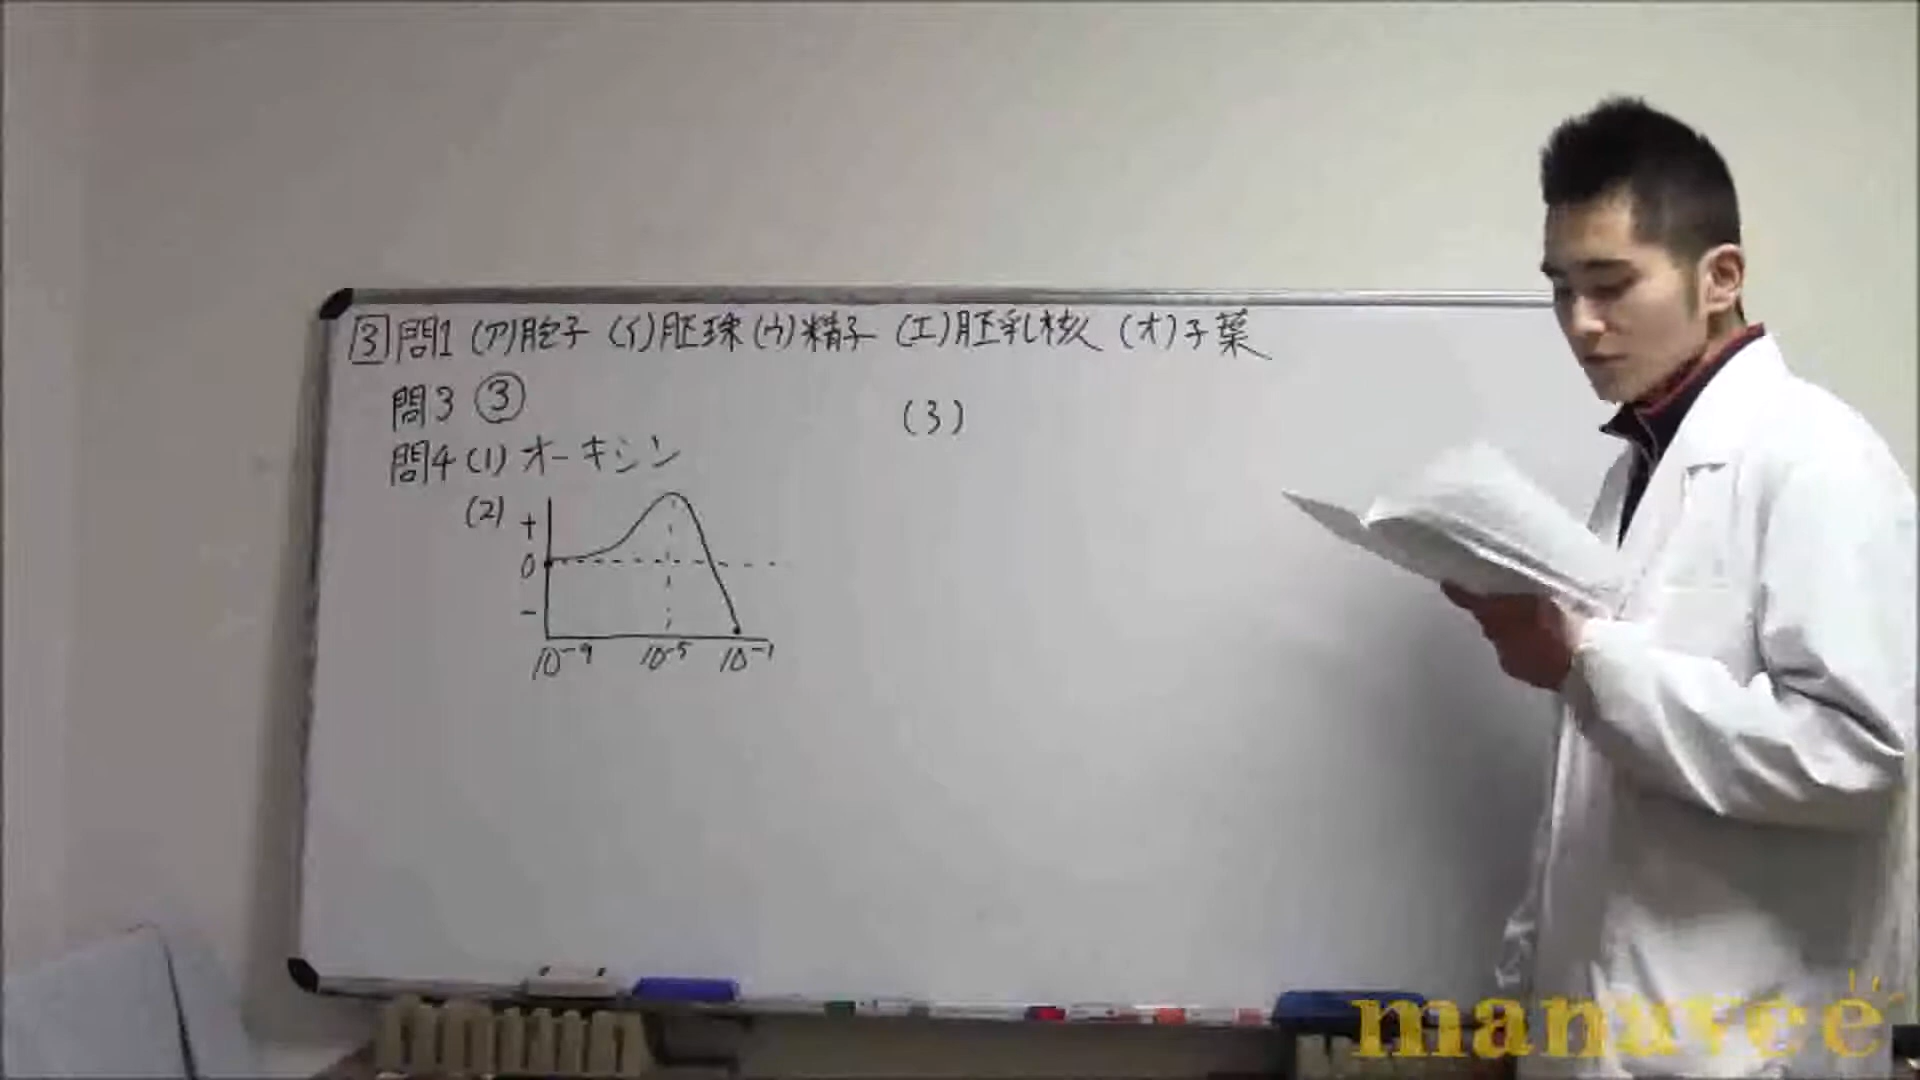 3 問1 (ア)胞子 (イ)胚珠 (ウ)精子 (エ)胚乳核 (オ)子葉
問3 ③
(3)
問4 (1) オーキシン
(2)
+
0
-
10⁻⁹ 10⁻⁵ 10⁻¹
manavee